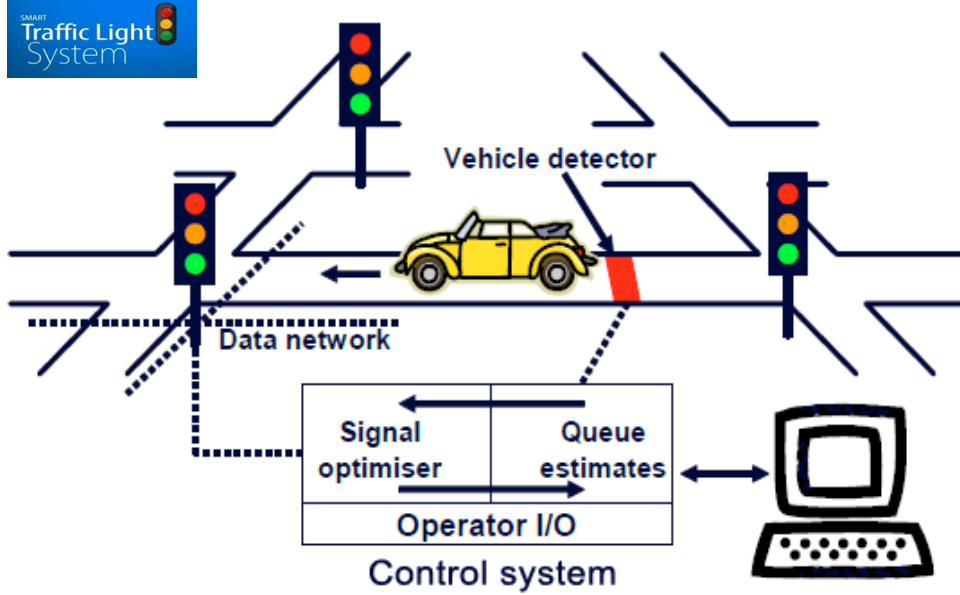 SMART
Traffic Light
System
Vehicle detector
Data network
Signal
optimiser
Queue
estimates
Operator I/O
Control system